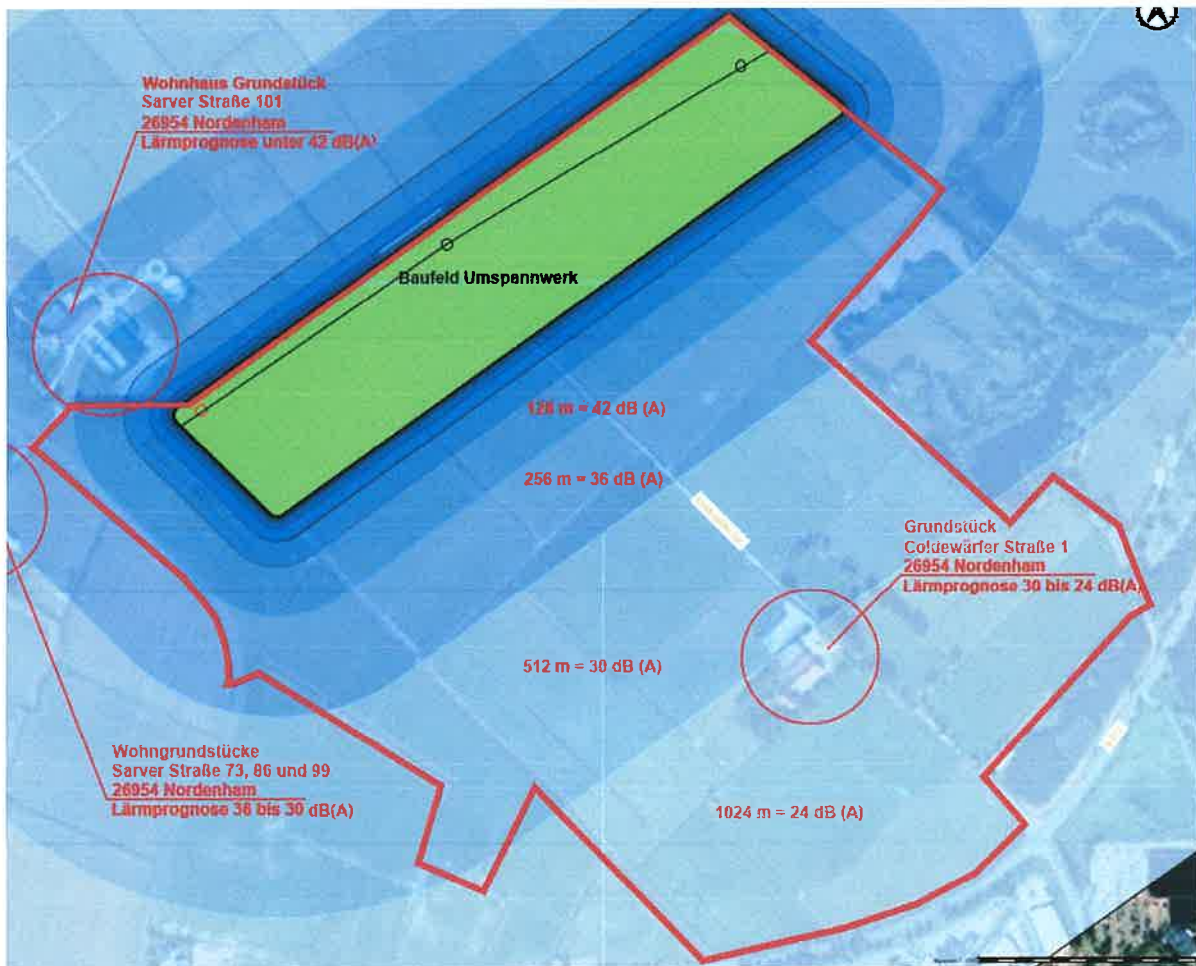 Wohnhaus Grundstück
Sarver Straße 101
26954 Nordenham
Lärmprognose unter 42 dB(A)
Baufeld Umspannwerk
128 m = 42 dB (A)
256 m = 36 dB (A)
Grundstück
Coldewärfer Straße 1
26954 Nordenham
Lärmprognose 30 bis 24 dB(A)
512 m = 30 dB (A)
Wohngrundstücke
Sarver Straße 73, 86 und 99
26954 Nordenham
Lärmprognose 36 bis 30 dB(A)
1024 m = 24 dB (A)